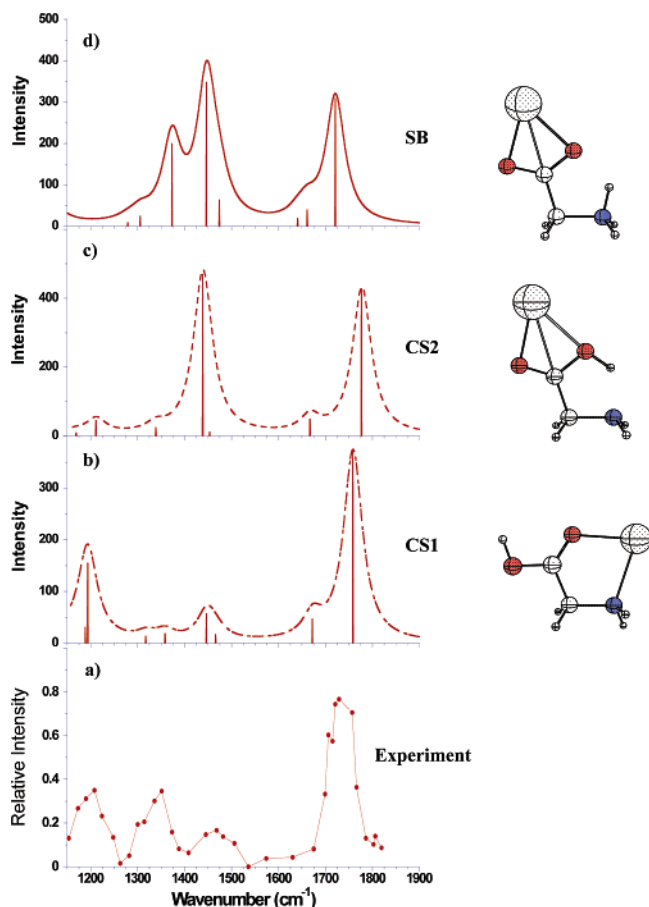 500
d)
400
300
200
100
0
Intensity
SB
c)
400
200
0
Intensity
CS2
b)
300
200
100
0
Intensity
CS1
a)
0.8
0.6
0.4
0.2
0
Relative Intensity
Experiment
1200 1300 1400 1500 1600 1700 1800 1900
Wavenumber (cm⁻¹)